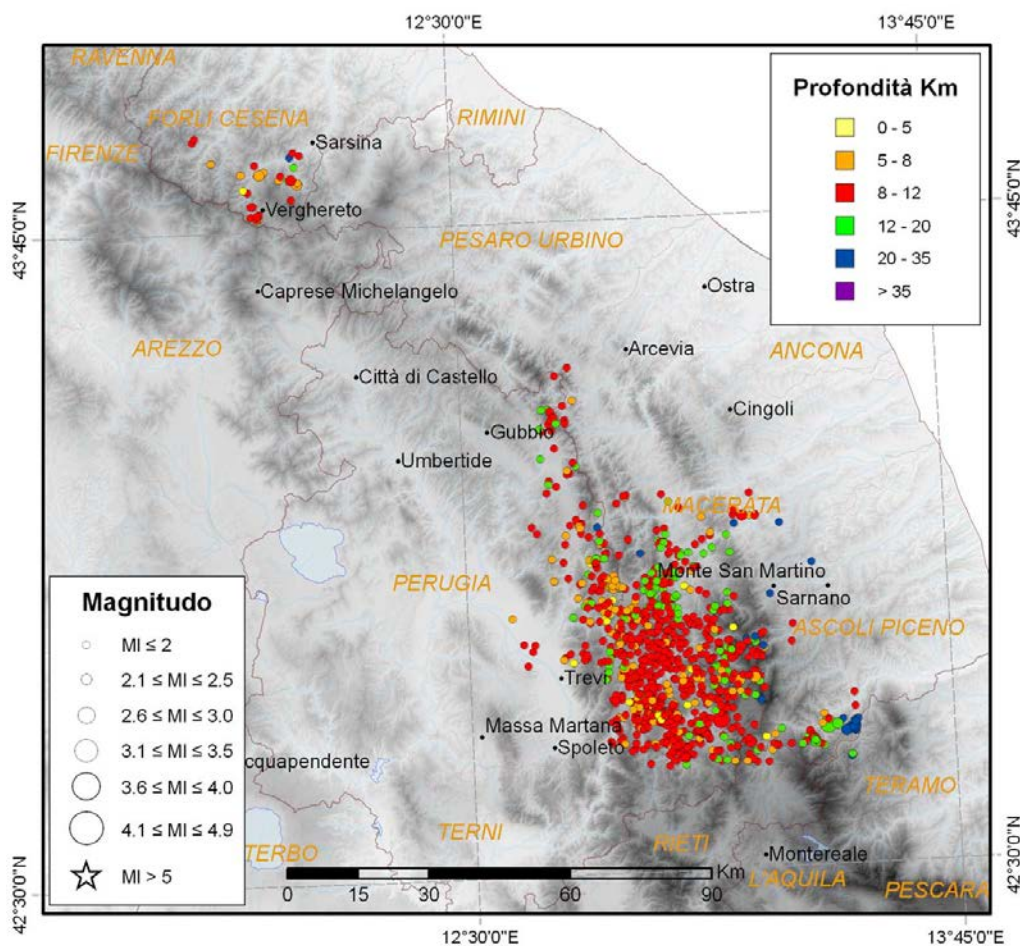 12°30'0"E
13°45'0"E
RAVENNA
Profondità Km
0 - 5
5 - 8
8 - 12
12 - 20
20 - 35
> 35
FORLI CESENA
RIMINI
FIRENZE
Sarsina
43°45'0"N
43°45'0"N
Verghereto
PESARO URBINO
Caprese Michelangelo
Ostra
AREZZO
Arcevia
ANCONA
Città di Castello
Cingoli
Gubbio
Umbertide
MACERATA
PERUGIA
Monte San Martino
Sarnano
ASCOLI PICENO
Magnitudo
Ml ≤ 2
2.1 ≤ Ml ≤ 2.5
2.6 ≤ Ml ≤ 3.0
3.1 ≤ Ml ≤ 3.5
3.6 ≤ Ml ≤ 4.0
4.1 ≤ Ml ≤ 4.9
Ml > 5
Trevi
Massa Martana
Spoleto
cquapendente
TERAMO
TERNI
RIETI
TERBO
Montereale
L'AQUILA
PESCARA
0 15 30 60 90
Km
42°30'0"N
42°30'0"N
12°30'0"E
13°45'0"E